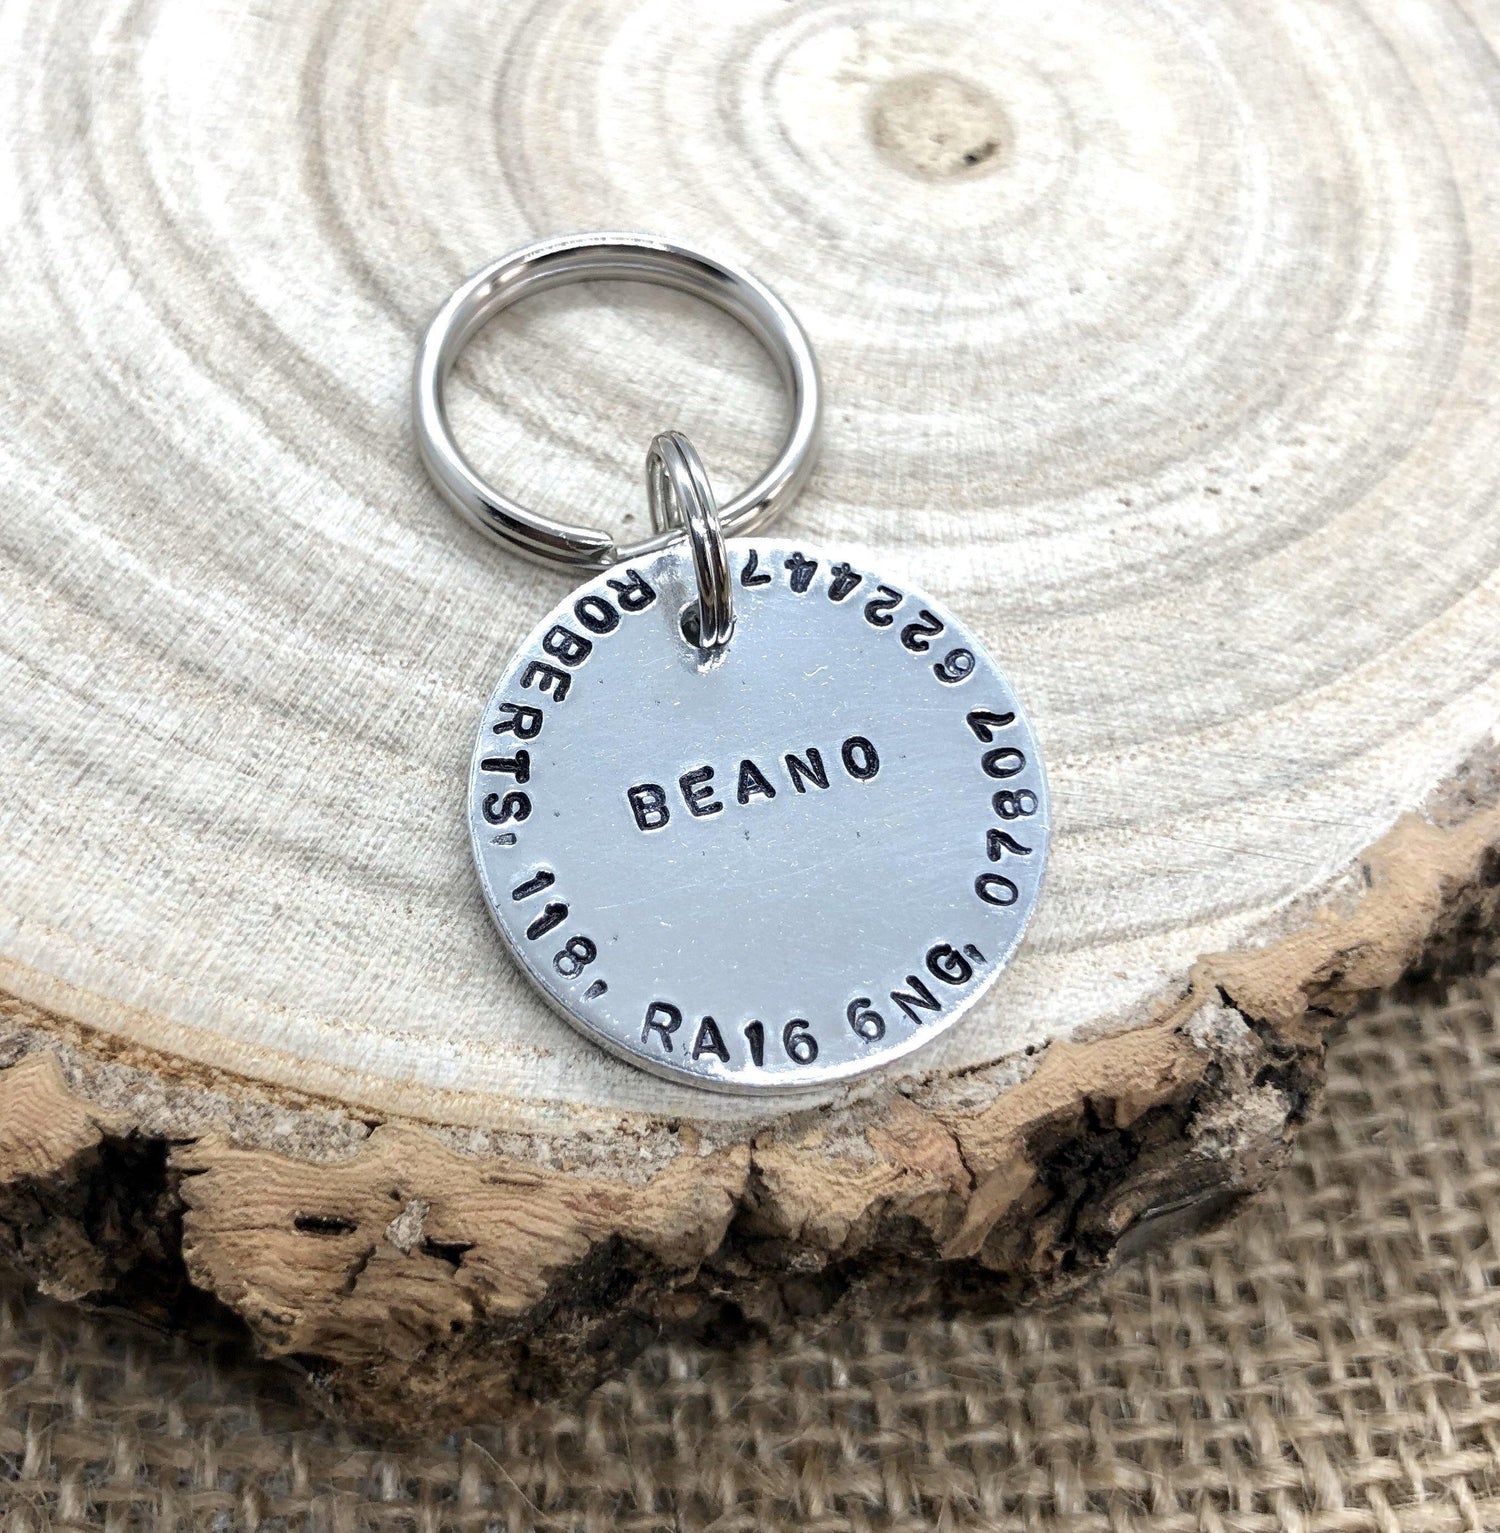 BEANO
ROBERTS, 118, RA16 6NG, 07807 622447